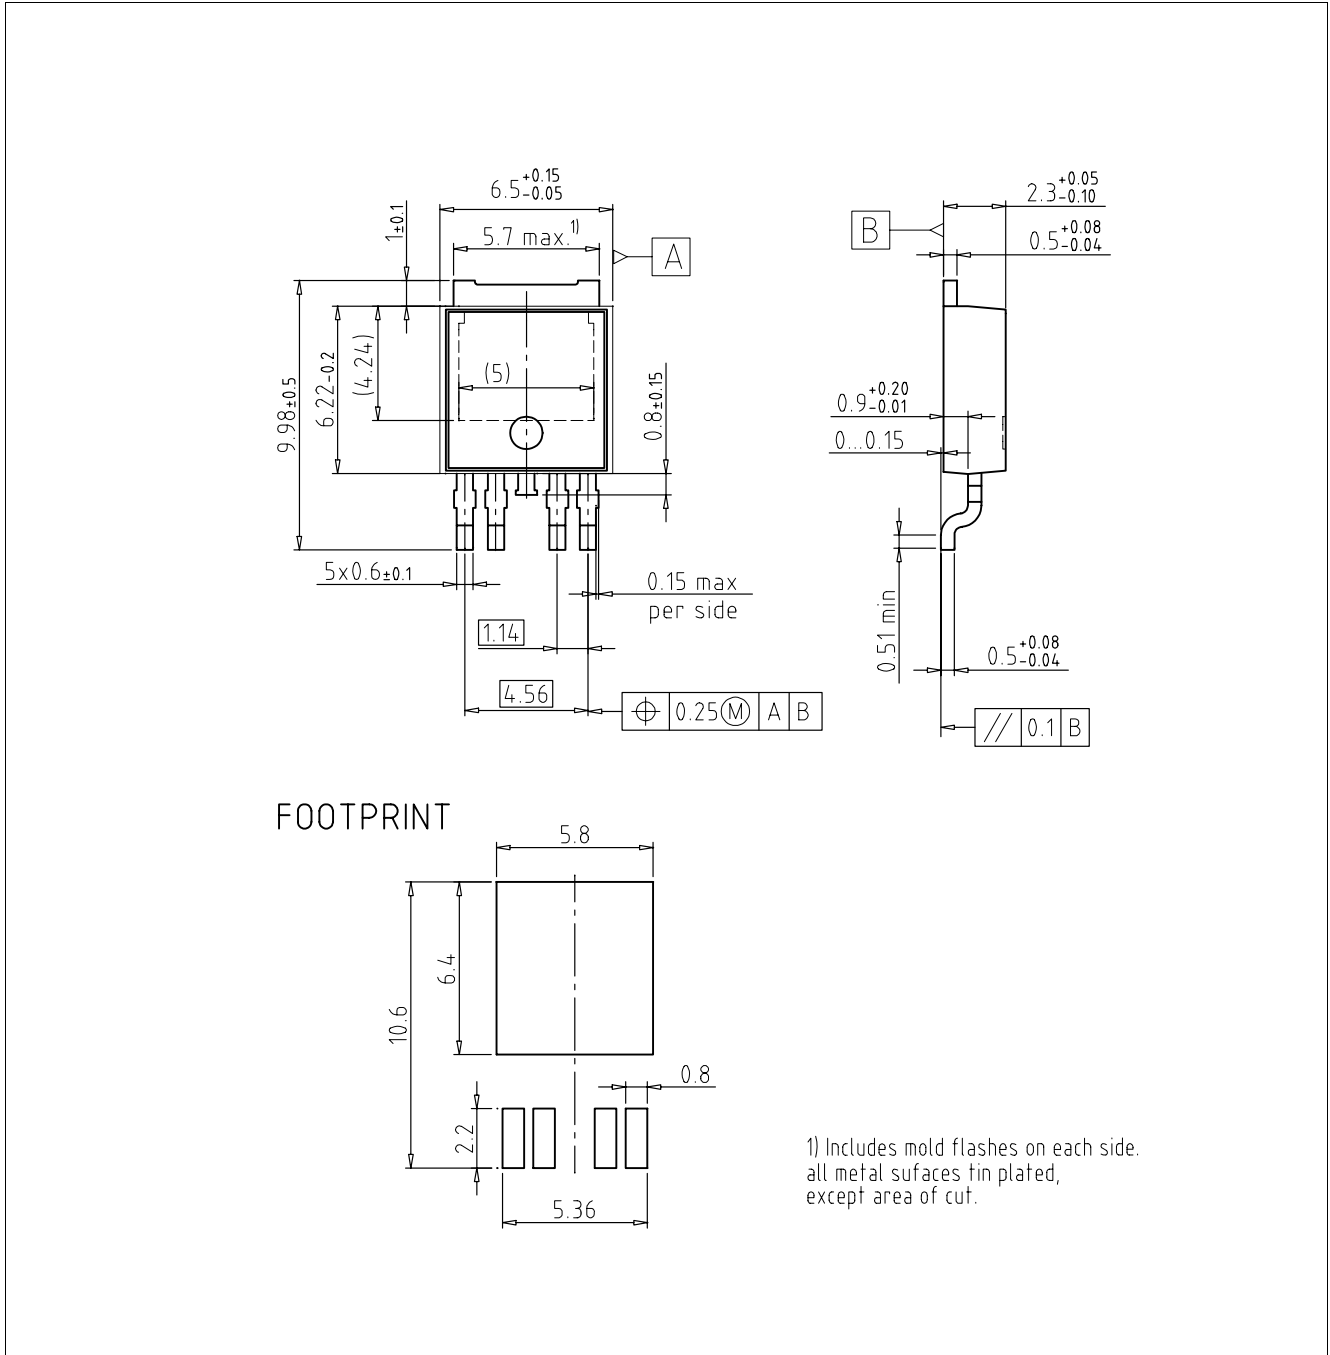 6.5 +0.15 -0.05
5.7 max. 1)
1±0.1
A
9.98±0.5
6.22-0.2
(4.24)
(5)
0.8±0.15
5x0.6±0.1
0.15 max
per side
1.14
4.56
0.25 Ⓜ A B
2.3 +0.05 -0.10
B
0.5 +0.08 -0.04
0.9 +0.20 -0.01
0...0.15
0.51 min
0.5 +0.08 -0.04
// 0.1 B
FOOTPRINT
5.8
10.6
6.4
0.8
2.2
5.36
1) Includes mold flashes on each side.
all metal sufaces tin plated,
except area of cut.